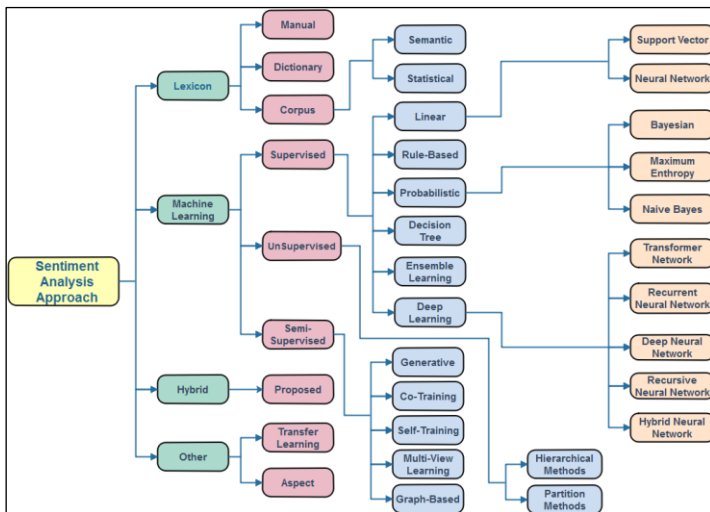 Sentiment
Analysis
Approach
Lexicon
Machine
Learning
Hybrid
Other
Manual
Dictionary
Corpus
Supervised
UnSupervised
Semi-
Supervised
Proposed
Transfer
Learning
Aspect
Semantic
Statistical
Linear
Rule-Based
Probabilistic
Decision
Tree
Ensemble
Learning
Deep
Learning
Generative
Co-Training
Self-Training
Multi-View
Learning
Graph-Based
Hierarchical
Methods
Partition
Methods
Support Vector
Neural Network
Bayesian
Maximum
Enthropy
Naive Bayes
Transformer
Network
Recurrent
Neural Network
Deep Neural
Network
Recursive
Neural Network
Hybrid Neural
Network